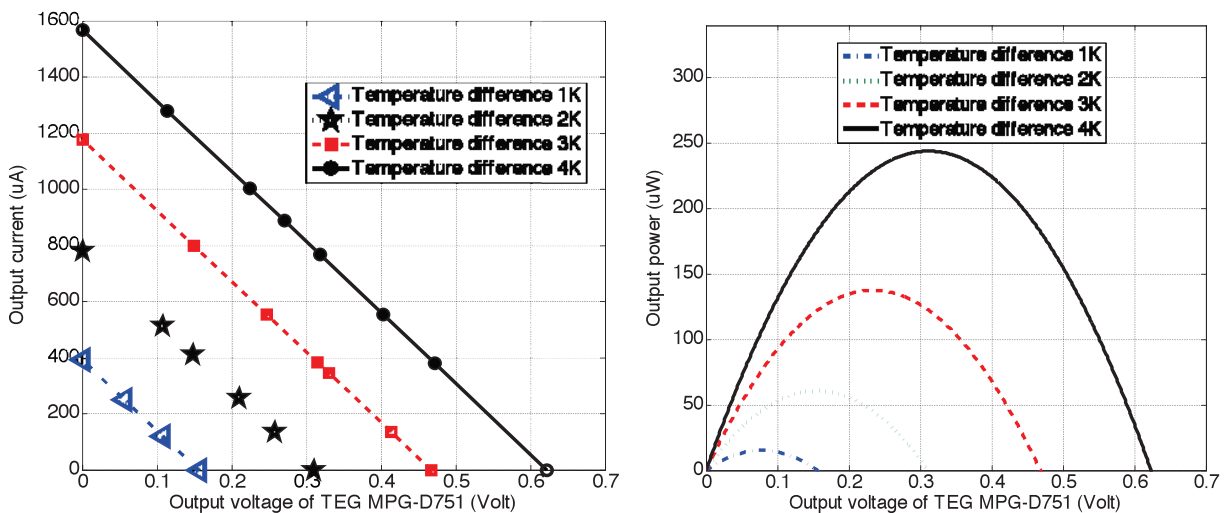 1600
1400
1200
1000
800
600
400
200
0
Output current (uA)
0
0.1
0.2
0.3
0.4
0.5
0.6
0.7
Output voltage of TEG MPG-D751 (Volt)
Temperature difference 1K
Temperature difference 2K
Temperature difference 3K
Temperature difference 4K
300
250
200
150
100
50
0
Output power (uW)
0
0.1
0.2
0.3
0.4
0.5
0.6
0.7
Output voltage of TEG MPG-D751 (Volt)
Temperature difference 1K
Temperature difference 2K
Temperature difference 3K
Temperature difference 4K